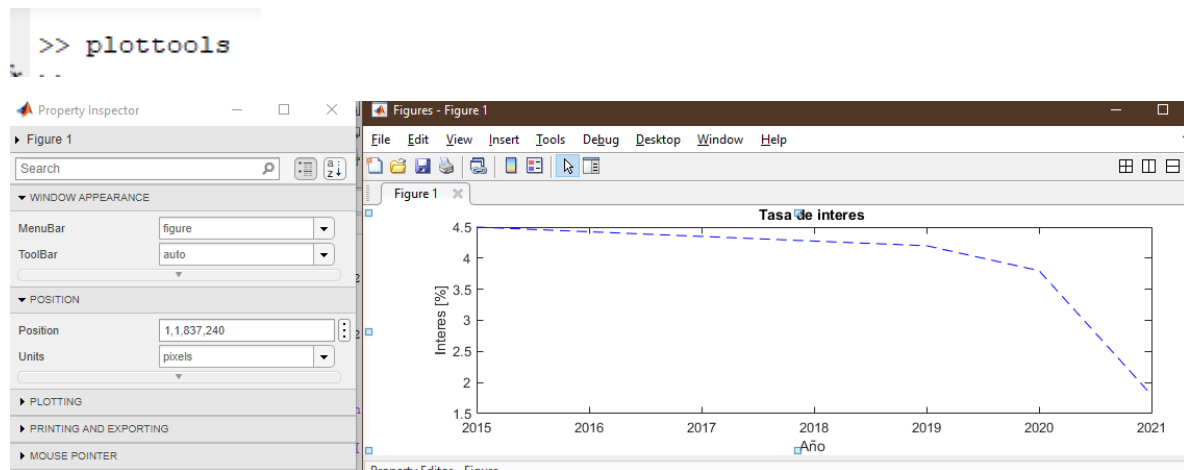 >> plottools
Property Inspector
Figure 1
Search
WINDOW APPEARANCE
MenuBar figure
ToolBar auto
POSITION
Position 1,1,837,240
Units pixels
PLOTTING
PRINTING AND EXPORTING
MOUSE POINTER
Figures - Figure 1
File Edit View Insert Tools Debug Desktop Window Help
Figure 1
Tasa de interes
4.5
4
3.5
3
2.5
2
1.5
Interes [%]
2015 2016 2017 2018 2019 2020 2021
Año
Property Editor - Figure